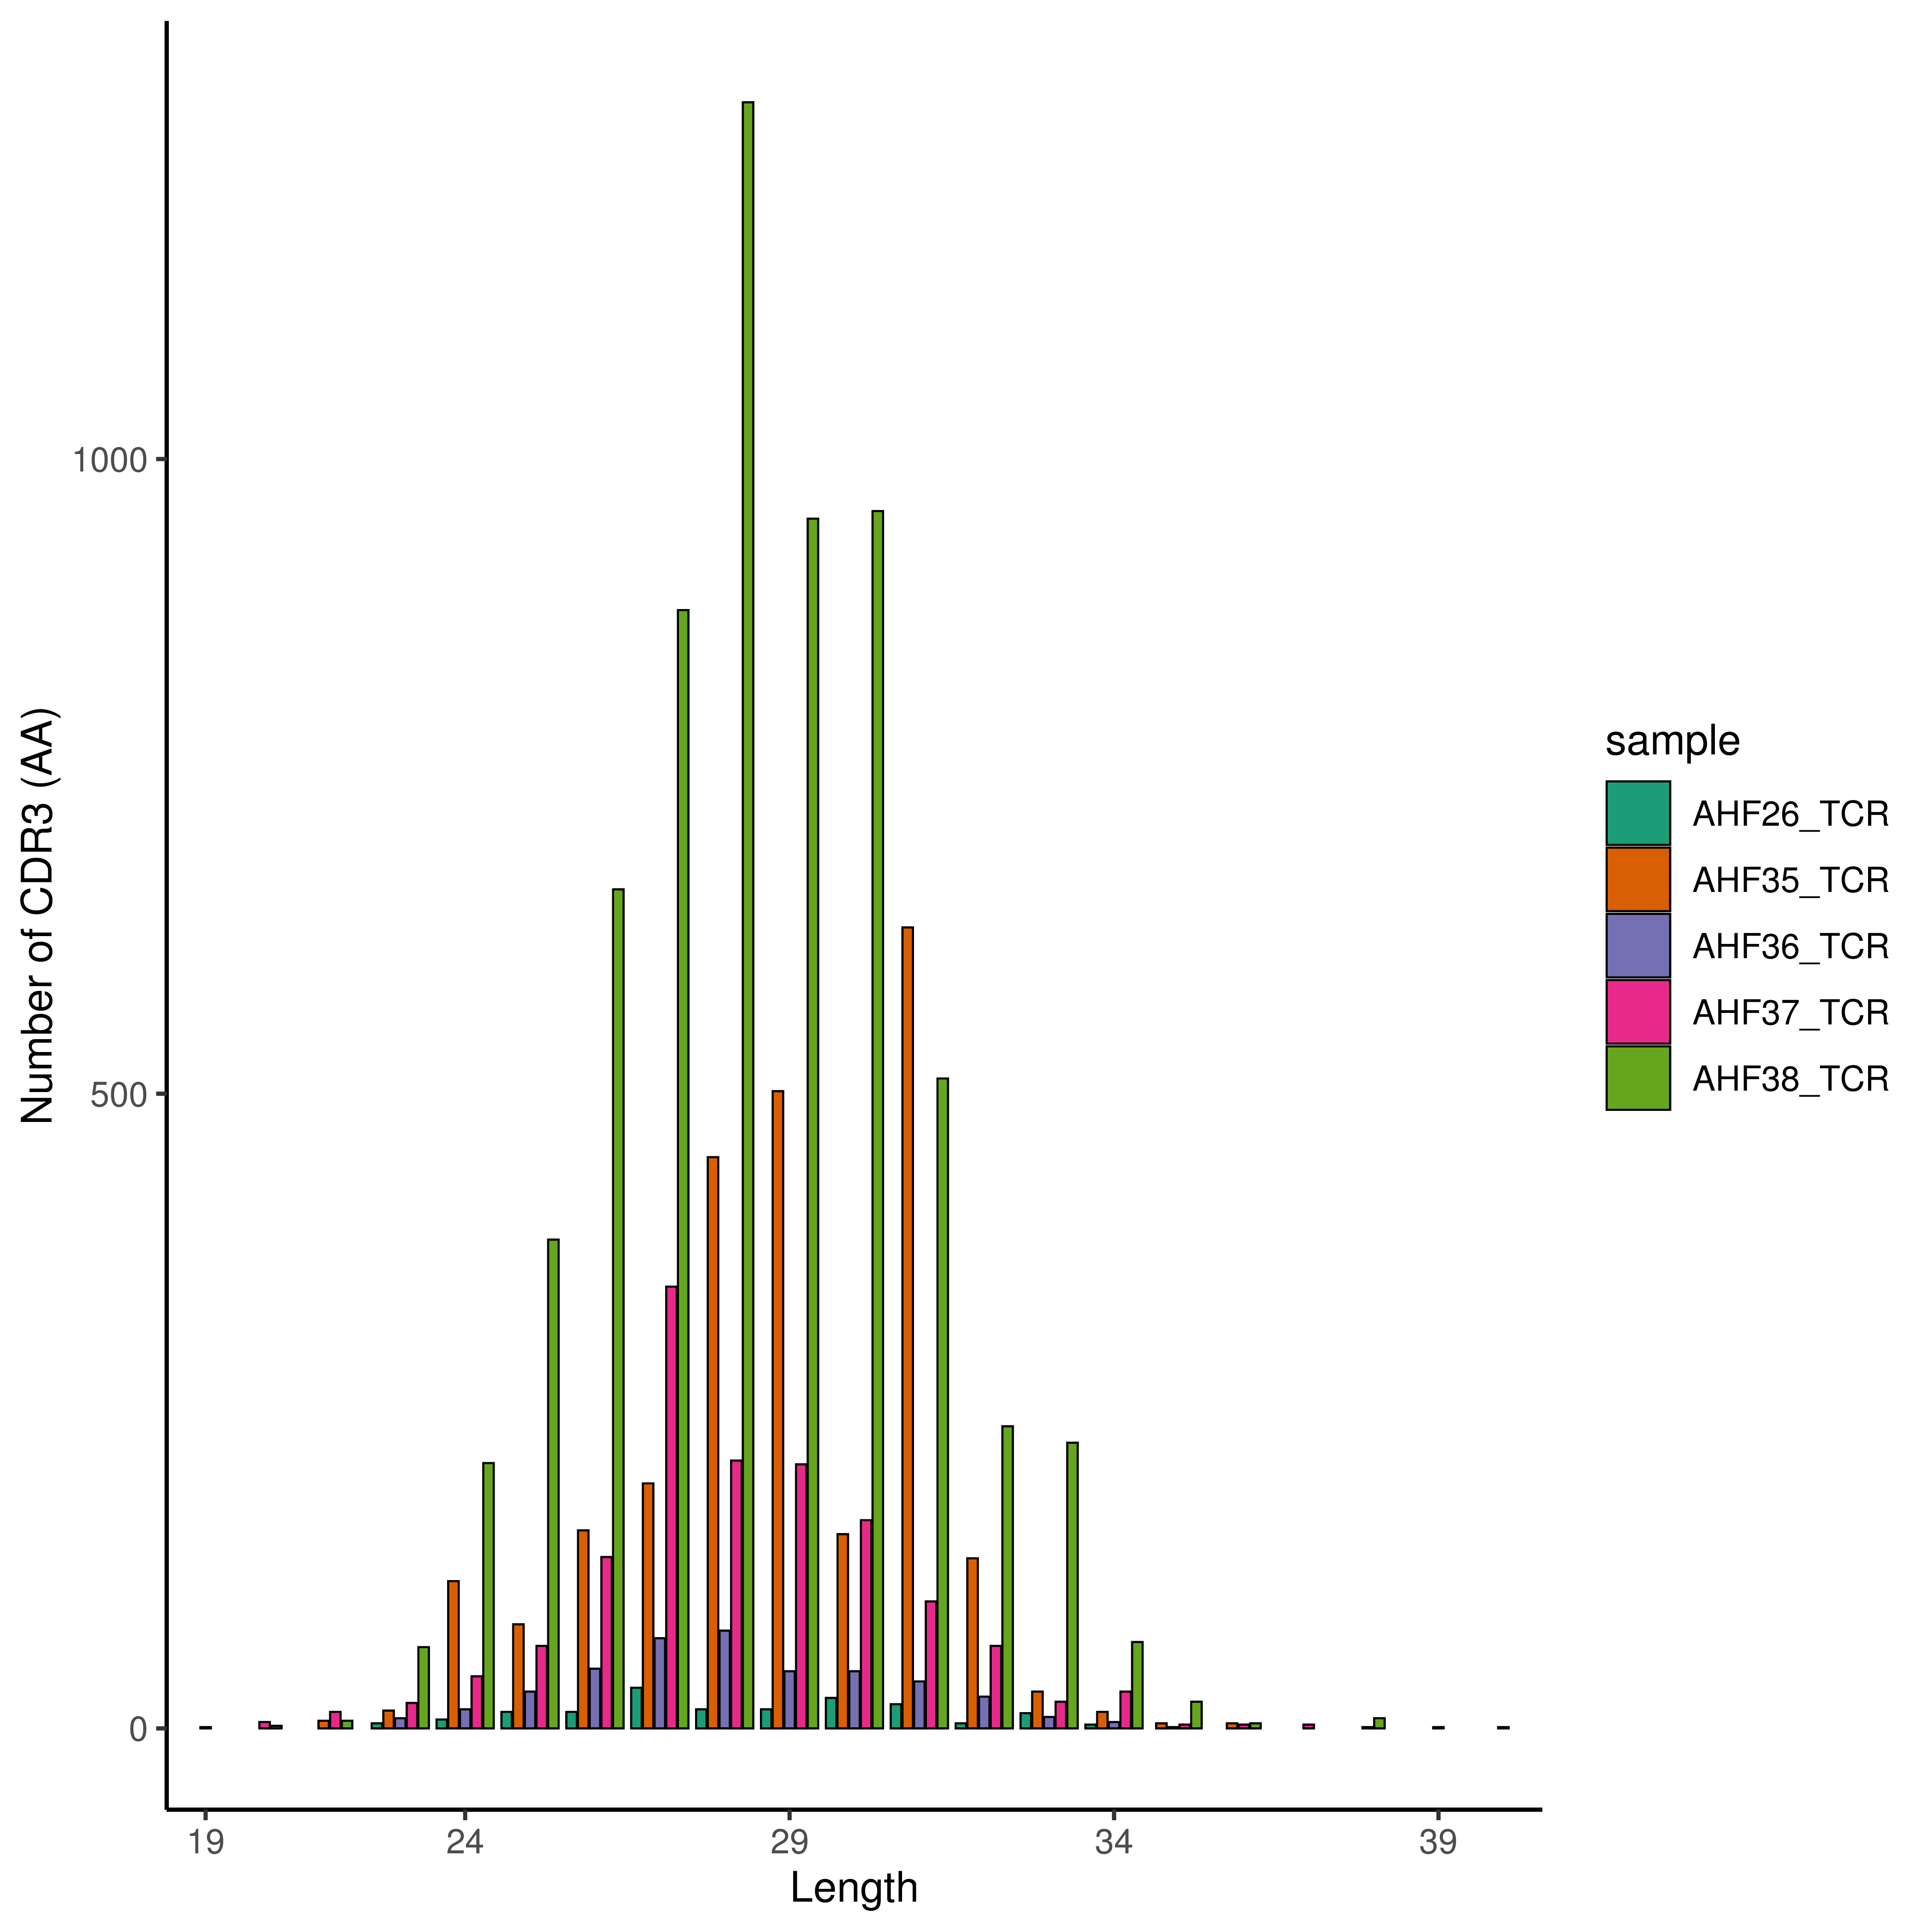 Number of CDR3 (AA)
1000
500
0
19 24 29 34 39
Length
sample
AHF26_TCR
AHF35_TCR
AHF36_TCR
AHF37_TCR
AHF38_TCR